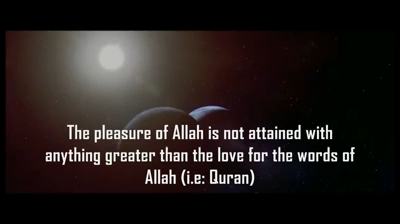 The pleasure of Allah is not attained with
anything greater than the love for the words of
Allah (i.e: Quran)